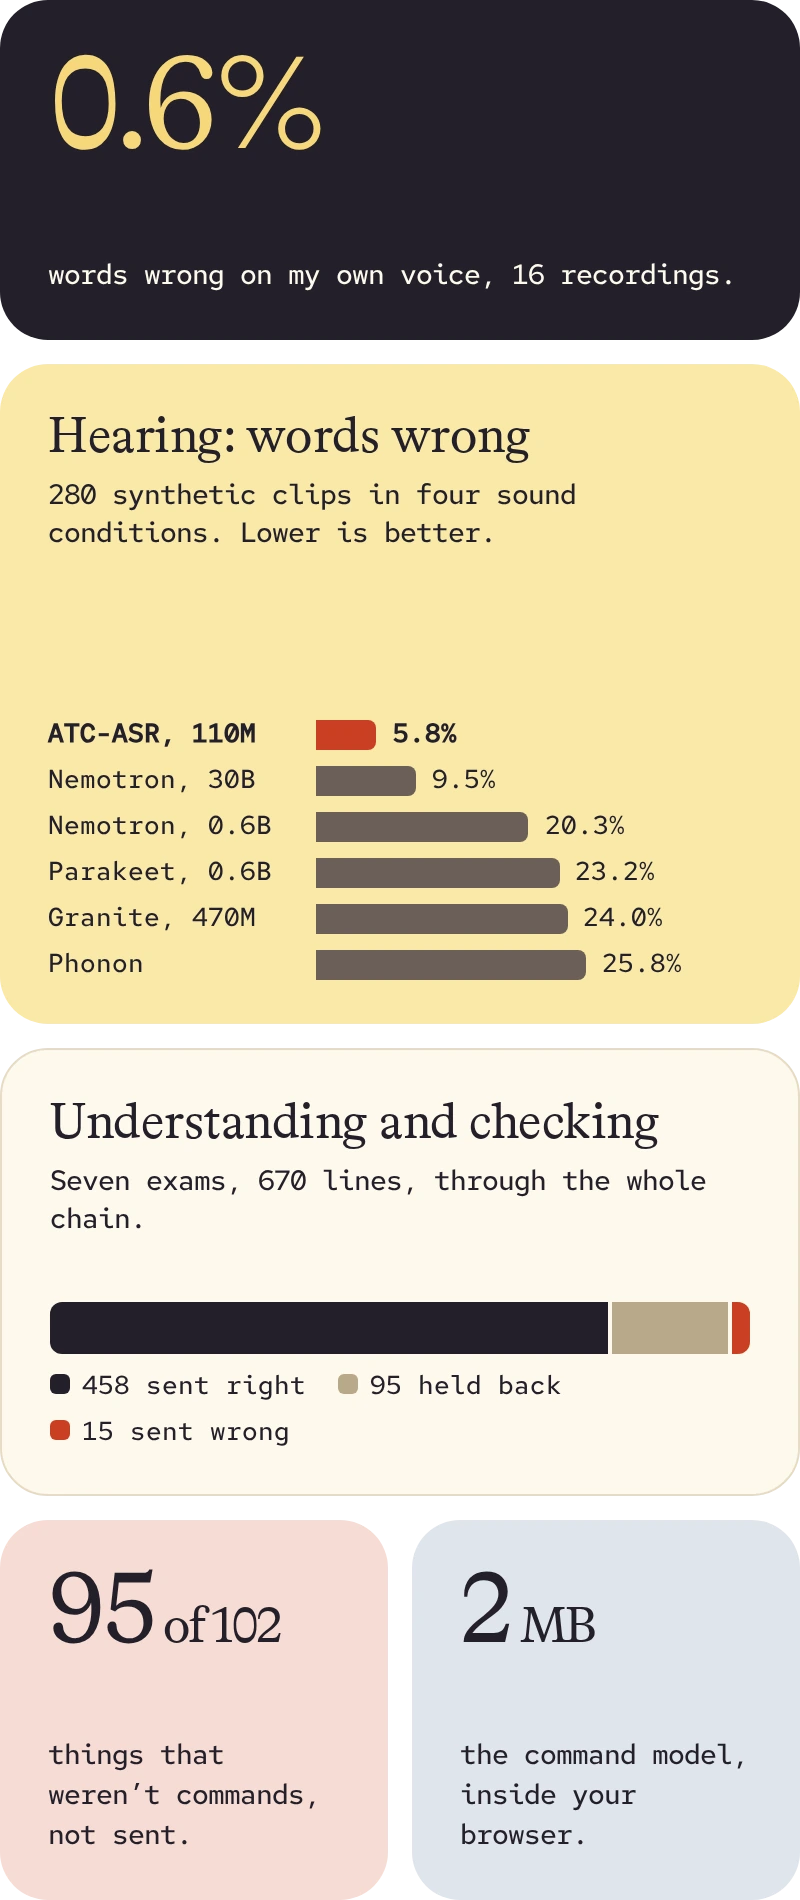 0.6%
words wrong on my own voice, 16 recordings.
Hearing: words wrong
280 synthetic clips in four sound
conditions. Lower is better.
ATC-ASR, 110M 5.8%
Nemotron, 30B 9.5%
Nemotron, 0.6B 20.3%
Parakeet, 0.6B 23.2%
Granite, 470M 24.0%
Phonon 25.8%
Understanding and checking
Seven exams, 670 lines, through the whole
chain.
458 sent right 95 held back
15 sent wrong
95 of 102
things that
weren’t commands,
not sent.
2 MB
the command model,
inside your
browser.